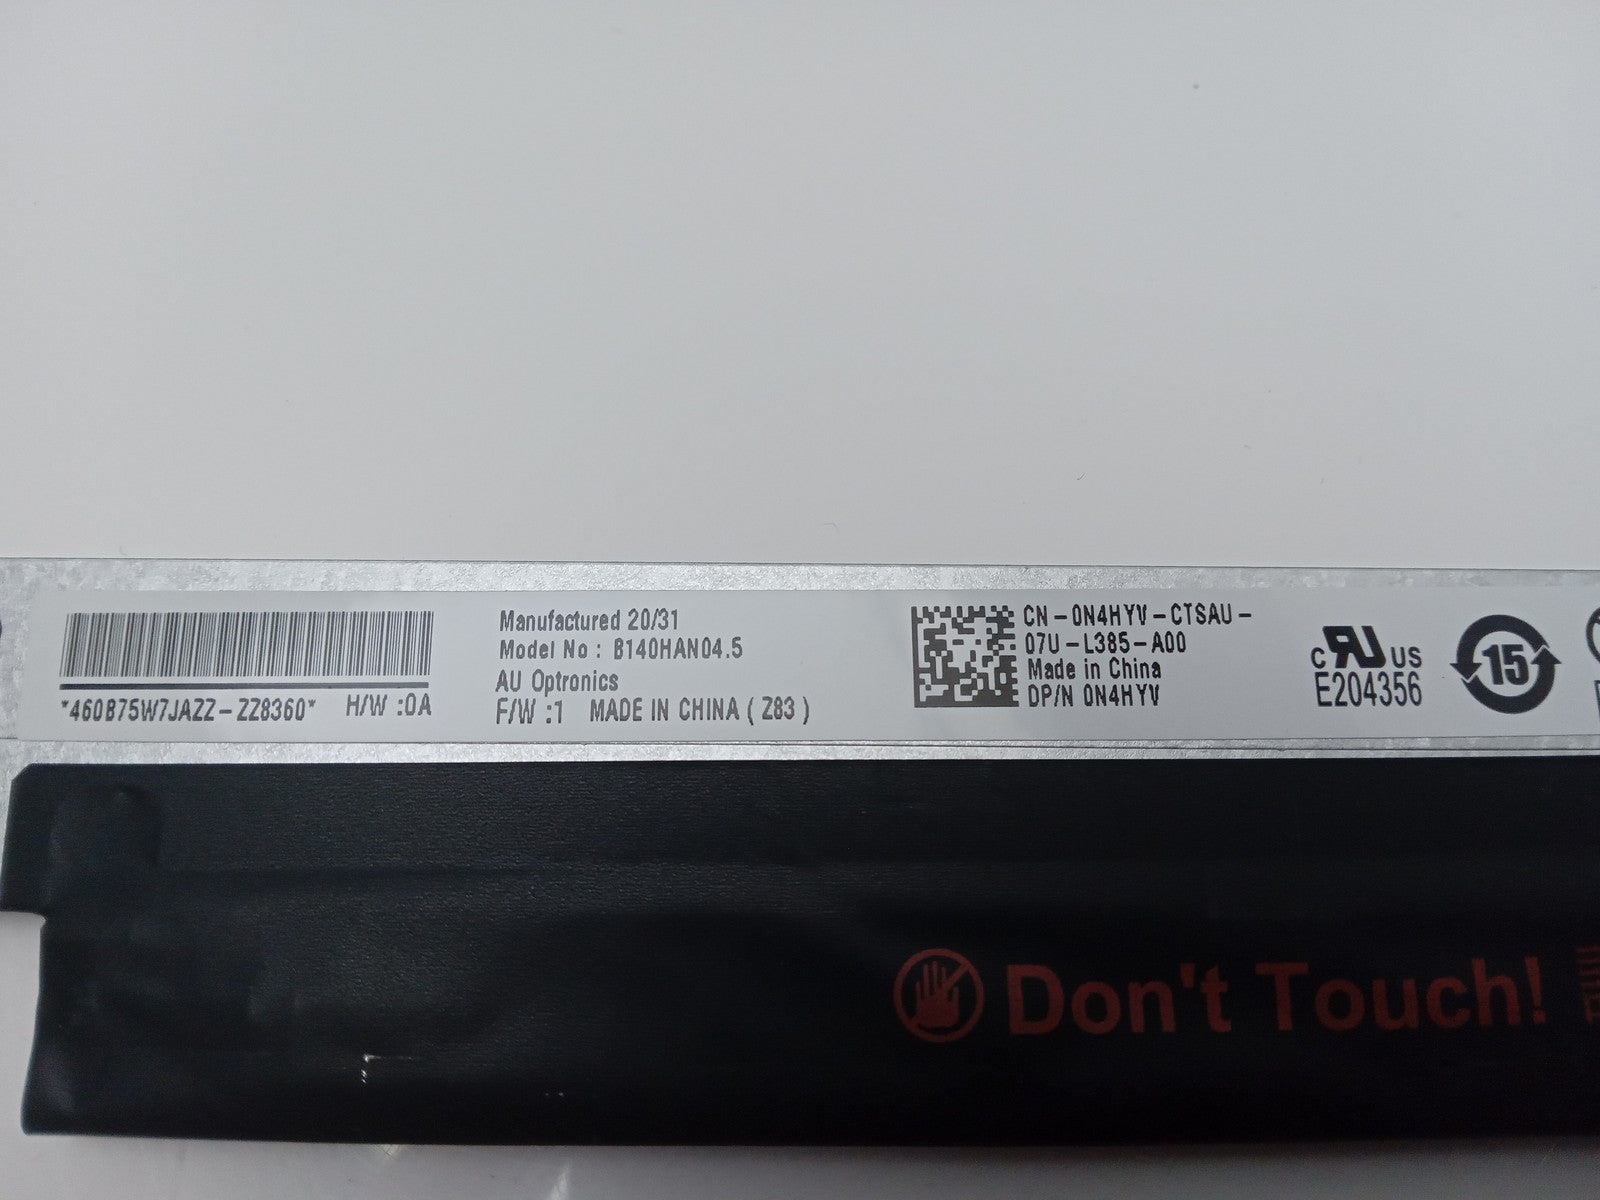 *460B75W7JAZZ-ZZ8360* H/W :0A
Manufactured 20/31
Model No : B140HAN04.5
AU Optronics
F/W :1 MADE IN CHINA ( Z83 )
CN-0N4HYV-CTSAU-
07U-L385-A00
Made in China
DP/N 0N4HYV
c RU US
E204356
15
Don't Touch!